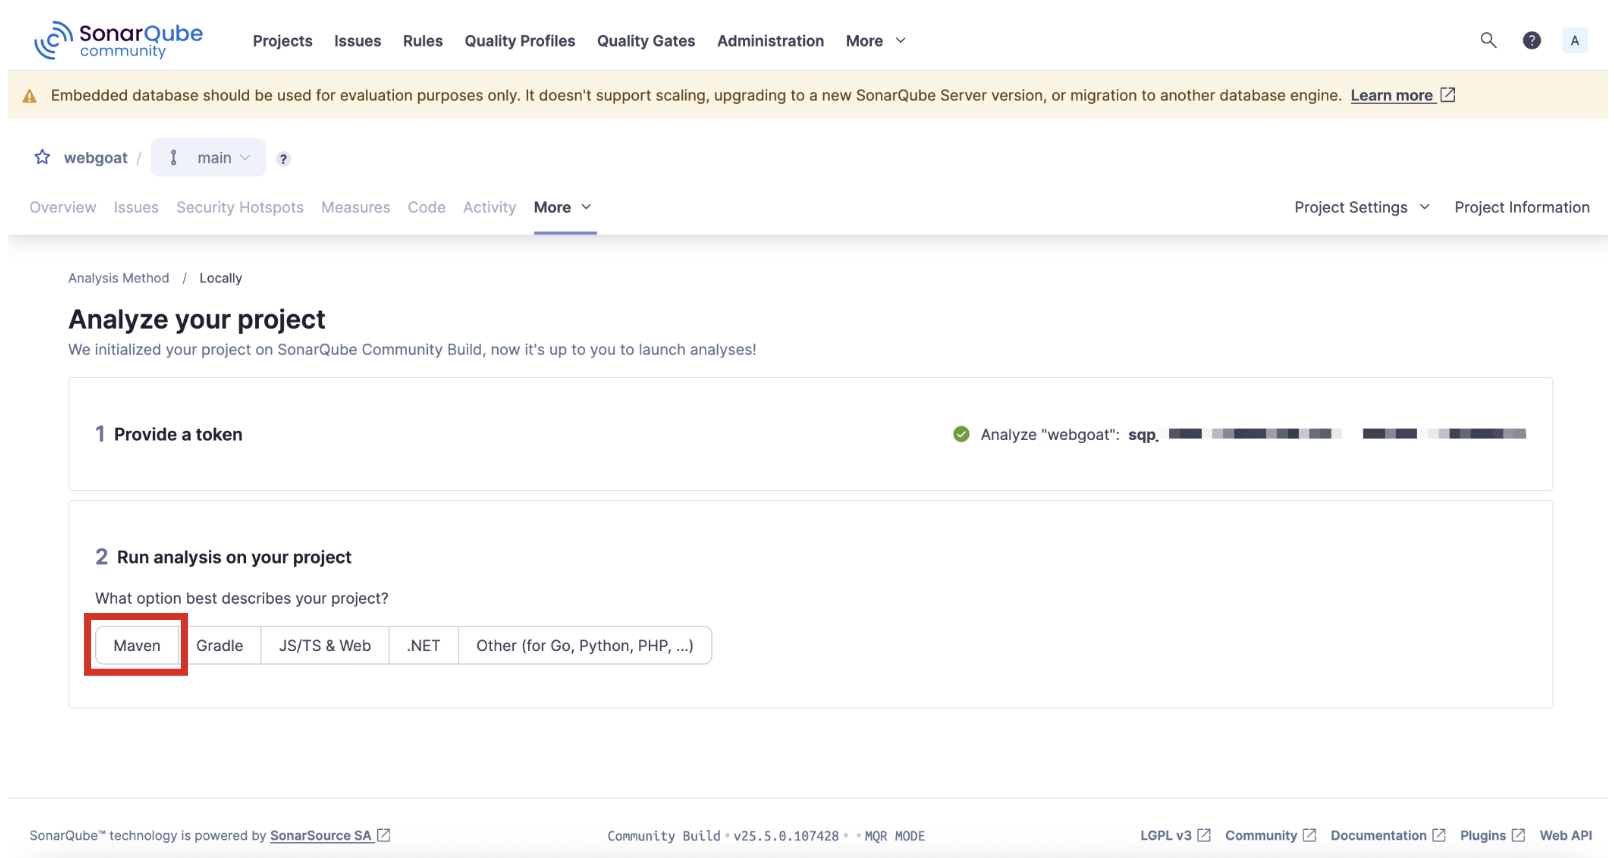 SonarQube
community
Projects Issues Rules Quality Profiles Quality Gates Administration More ? A
Embedded database should be used for evaluation purposes only. It doesn't support scaling, upgrading to a new SonarQube Server version, or migration to another database engine. Learn more
webgoat / main ?
Overview Issues Security Hotspots Measures Code Activity More Project Settings Project Information
Analysis Method / Locally
Analyze your project
We initialized your project on SonarQube Community Build, now it's up to you to launch analyses!
1 Provide a token Analyze "webgoat": sqp_
2 Run analysis on your project
What option best describes your project?
Maven Gradle JS/TS & Web .NET Other (for Go, Python, PHP, ...)
SonarQube™ technology is powered by SonarSource SA Community Build • v25.5.0.107428 • • MQR MODE LGPL v3 Community Documentation Plugins Web API